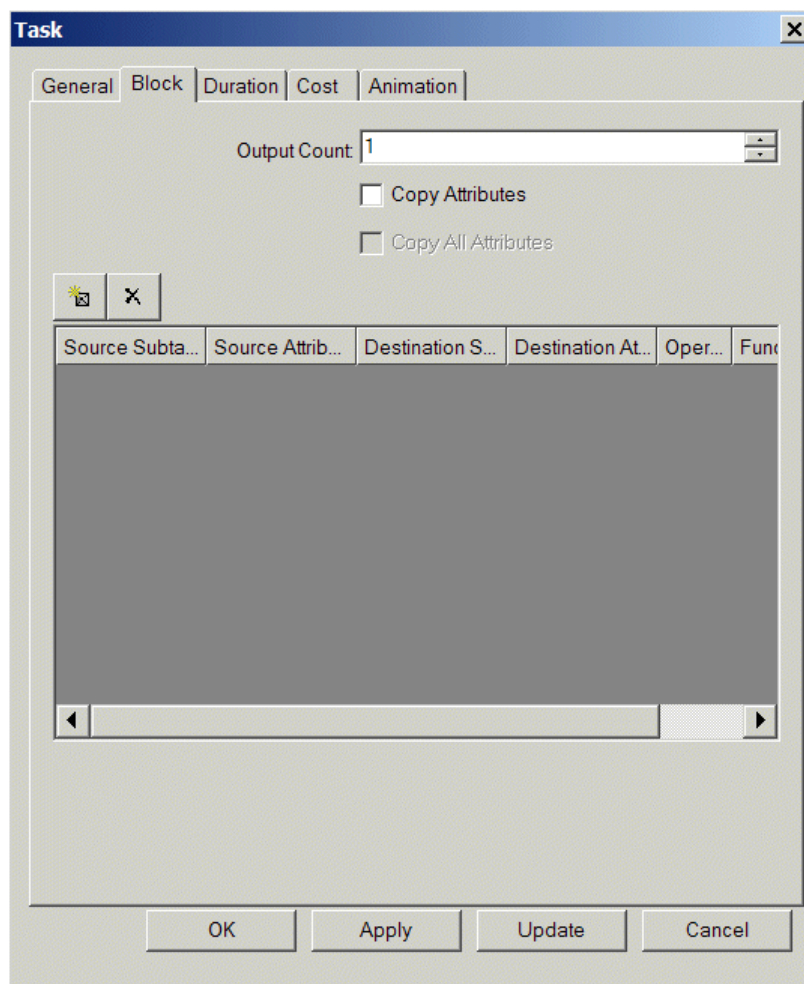 Task
General Block Duration Cost Animation
Output Count: 1
Copy Attributes
Copy All Attributes
Source Subta... Source Attrib... Destination S... Destination At... Oper... Func
OK Apply Update Cancel